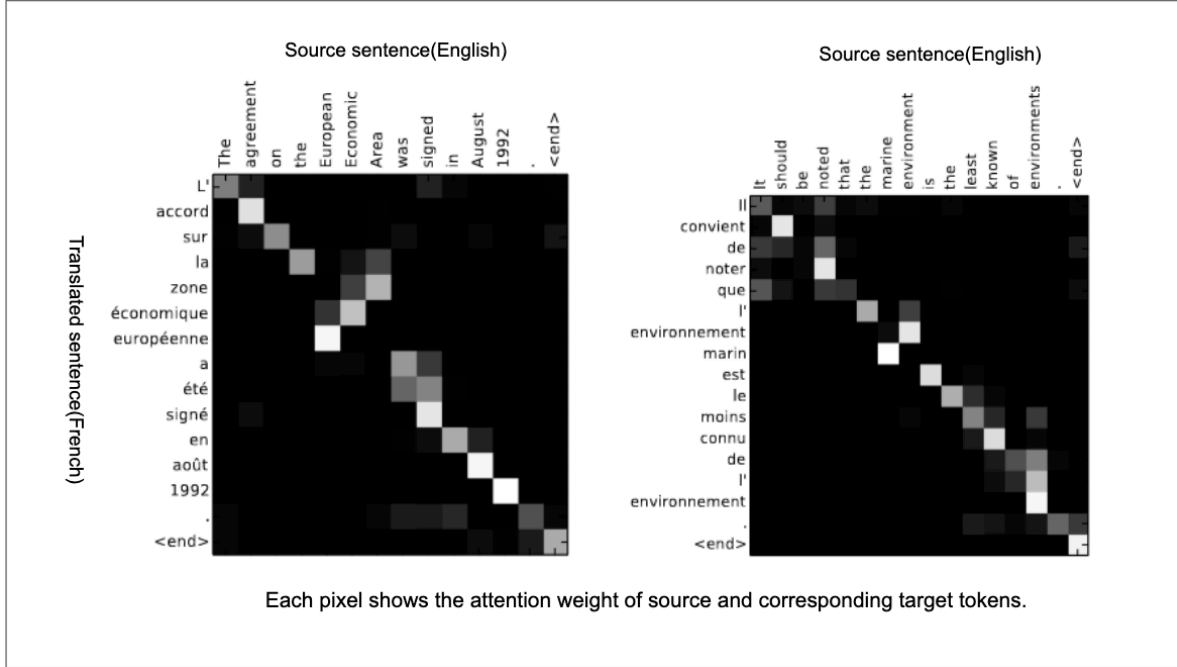 Source sentence(English)
The
agreement
on
the
European
Economic
Area
was
signed
in
August
1992
.
<end>
Translated sentence(French)
L'
accord
sur
la
zone
économique
européenne
a
été
signé
en
août
1992
.
<end>
Source sentence(English)
It
should
be
noted
that
the
marine
environment
is
the
least
known
of
environments
.
<end>
Il
convient
de
noter
que
l'
environnement
marin
est
le
moins
connu
de
l'
environnement
.
<end>
Each pixel shows the attention weight of source and corresponding target tokens.